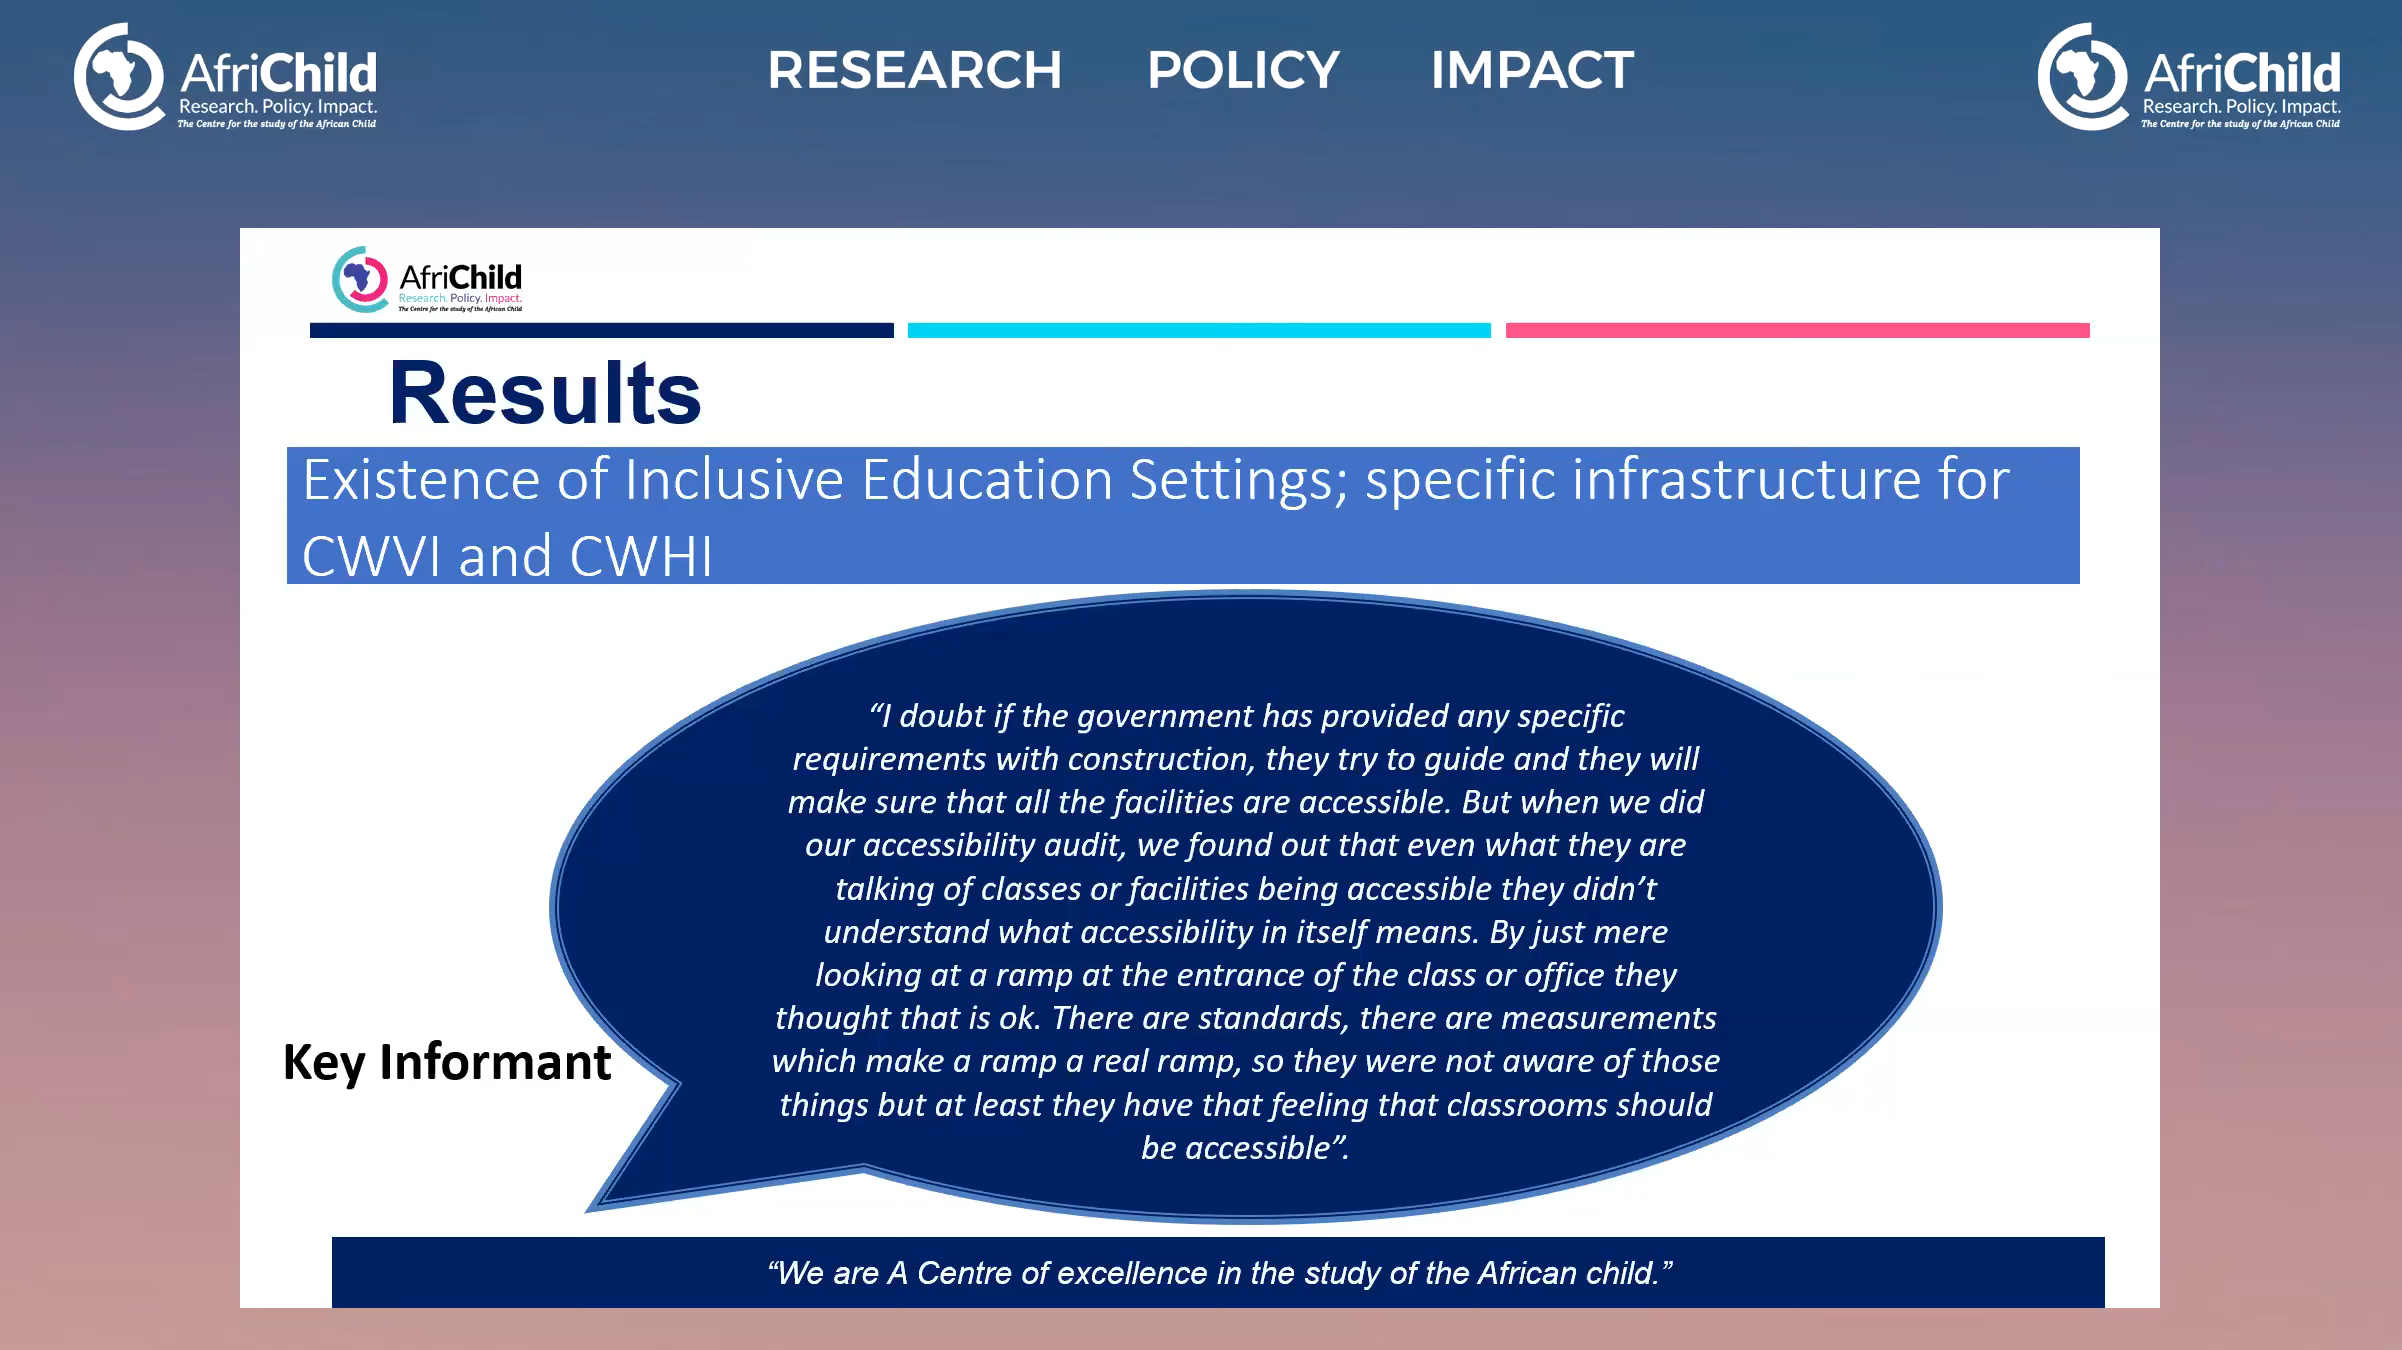 AfriChild
Research. Policy. Impact.
The Centre for the study of the African Child
RESEARCH POLICY IMPACT
AfriChild
Research. Policy. Impact.
The Centre for the study of the African Child
AfriChild
Research. Policy. Impact.
The Centre for the study of the African Child
Results
Existence of Inclusive Education Settings; specific infrastructure for
CWVI and CWHI
“I doubt if the government has provided any specific
requirements with construction, they try to guide and they will
make sure that all the facilities are accessible. But when we did
our accessibility audit, we found out that even what they are
talking of classes or facilities being accessible they didn’t
understand what accessibility in itself means. By just mere
looking at a ramp at the entrance of the class or office they
thought that is ok. There are standards, there are measurements
which make a ramp a real ramp, so they were not aware of those
things but at least they have that feeling that classrooms should
be accessible”.
Key Informant
“We are A Centre of excellence in the study of the African child.”